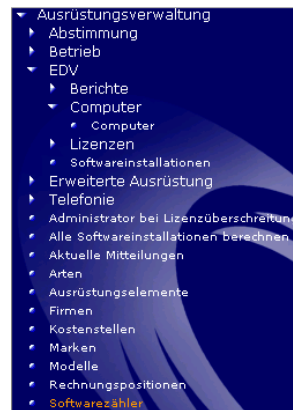 Ausrüstungsverwaltung
Abstimmung
Betrieb
EDV
Berichte
Computer
Computer
Lizenzen
Softwareinstallationen
Erweiterte Ausrüstung
Telefonie
Administrator bei Lizenzüberschreitun
Alle Softwareinstallationen berechnen
Aktuelle Mitteilungen
Arten
Ausrüstungselemente
Firmen
Kostenstellen
Marken
Modelle
Rechnungspositionen
Softwarezähler